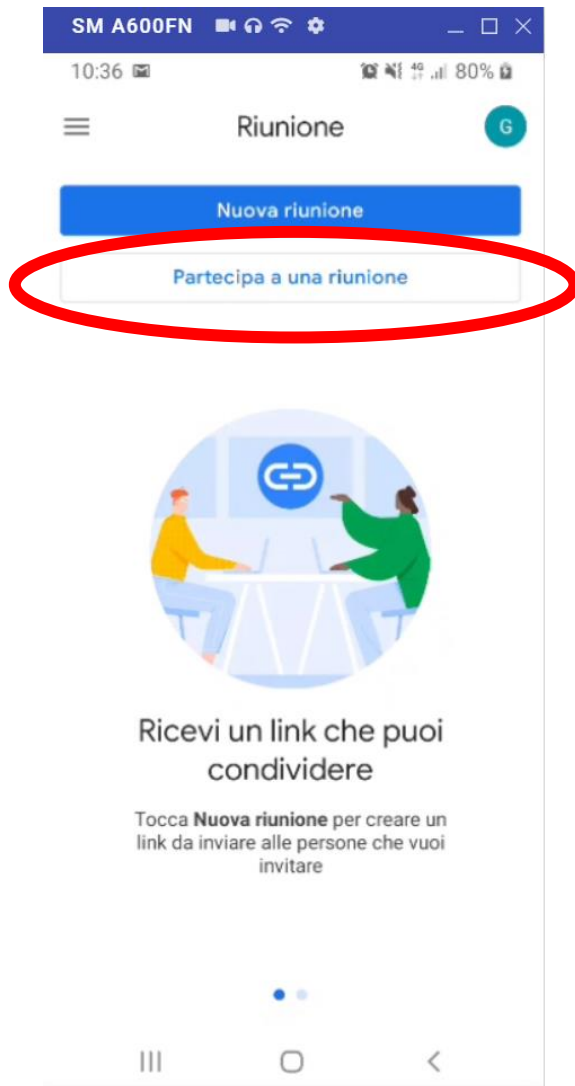 SM A600FN
10:36 4G 80%
Riunione G
Nuova riunione
Partecipa a una riunione
Ricevi un link che puoi
condividere
Tocca Nuova riunione per creare un
link da inviare alle persone che vuoi
invitare